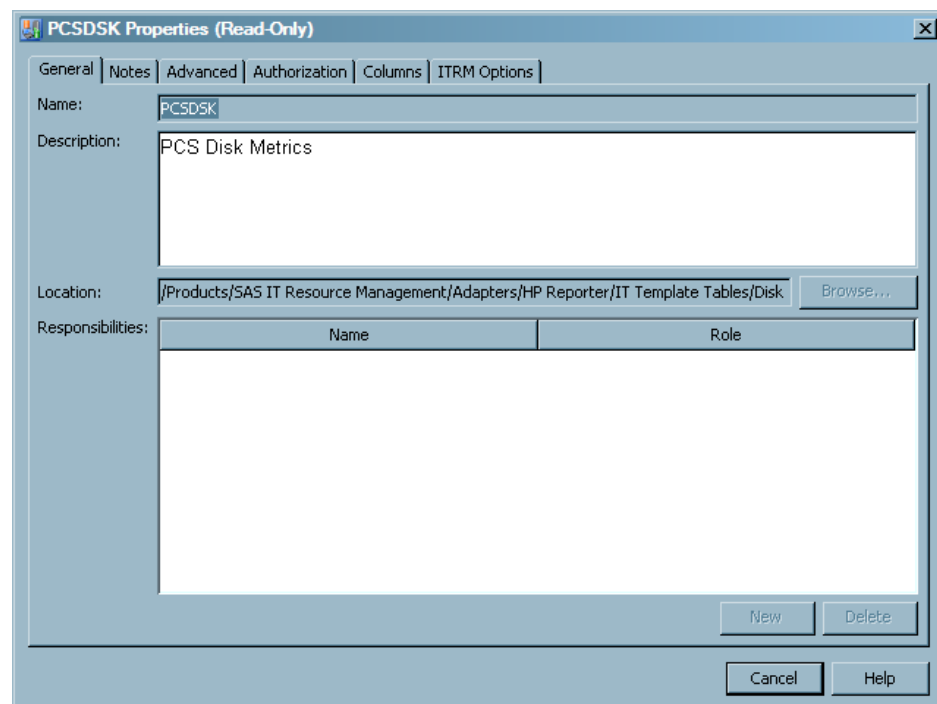 PCSDSK Properties (Read-Only)
General Notes Advanced Authorization Columns ITRM Options
Name: PCSDSK
Description: PCS Disk Metrics
Location: /Products/SAS IT Resource Management/Adapters/HP Reporter/IT Template Tables/Disk Browse...
Responsibilities: Name Role
New Delete
Cancel Help